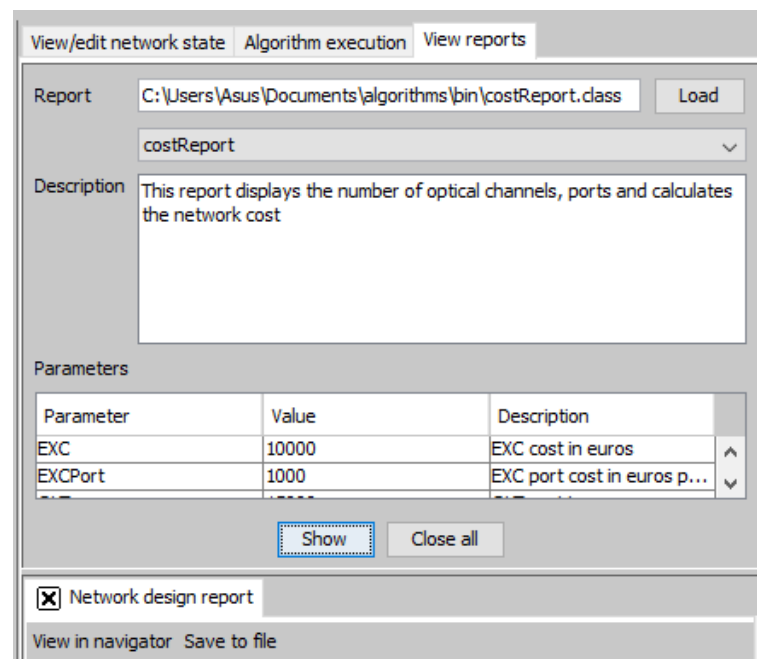 View/edit network state Algorithm execution View reports
Report C:\Users\Asus\Documents\algorithms\bin\costReport.class Load
costReport
Description This report displays the number of optical channels, ports and calculates
the network cost
Parameters
Parameter Value Description
EXC 10000 EXC cost in euros
EXCPort 1000 EXC port cost in euros p...
Show Close all
Network design report
View in navigator Save to file